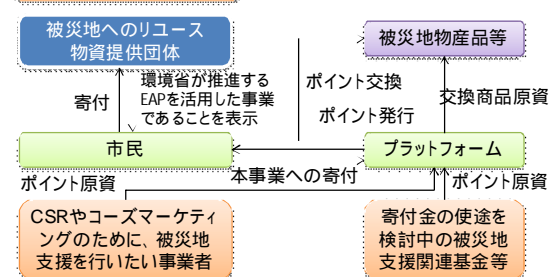 被災地へのリユース
物資提供団体
被災地物産品等
環境省が推進する
EAPを活用した事業
であることを表示
寄付
ポイント交換
ポイント発行
交換商品原資
市民
プラットフォーム
本事業への寄付
ポイント原資
ポイント原資
CSRやコーズマーケティ
ングのために、被災地
支援を行いたい事業者
寄付金の使途を
検討中の被災地
支援関連基金等